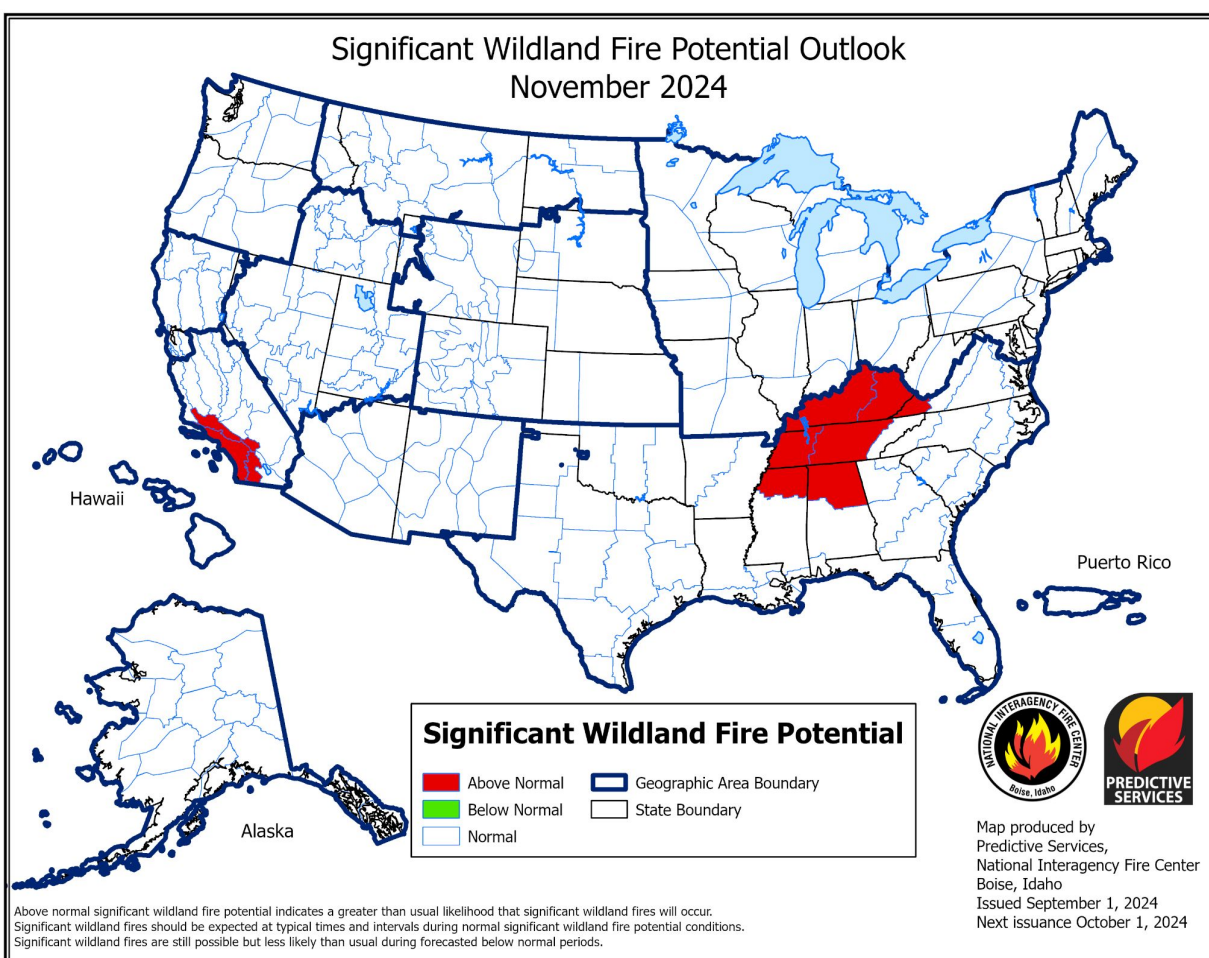 Significant Wildland Fire Potential Outlook
November 2024
Hawaii
Puerto Rico
Alaska
Significant Wildland Fire Potential
Above Normal
Below Normal
Normal
Geographic Area Boundary
State Boundary
NATIONAL INTERAGENCY FIRE CENTER
Boise, Idaho
PREDICTIVE
SERVICES
Map produced by
Predictive Services,
National Interagency Fire Center
Boise, Idaho
Issued September 1, 2024
Next issuance October 1, 2024
Above normal significant wildland fire potential indicates a greater than usual likelihood that significant wildland fires will occur.
Significant wildland fires should be expected at typical times and intervals during normal significant wildland fire potential conditions.
Significant wildland fires are still possible but less likely than usual during forecasted below normal periods.